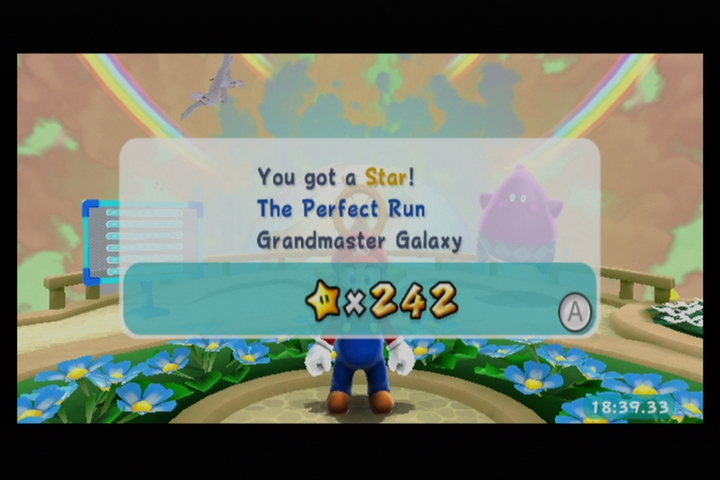 You got a Star!
The Perfect Run
Grandmaster Galaxy
×242
A
18:39.33